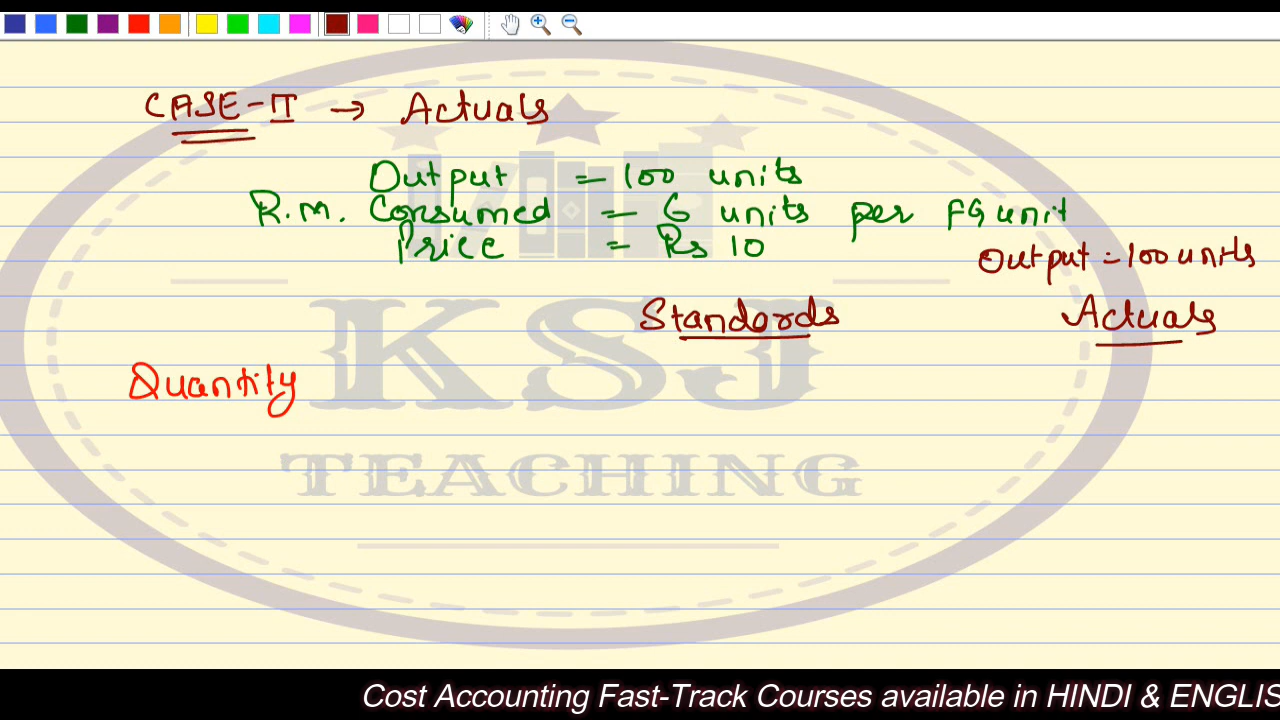 CASE-II → Actuals
Output = 100 units
R.M. Consumed = 6 units per FG unit
Price = Rs 10
Output = 100 units
Standards
Actuals
Quantity
KSJ
TEACHING
Cost Accounting Fast-Track Courses available in HINDI & ENGLIS